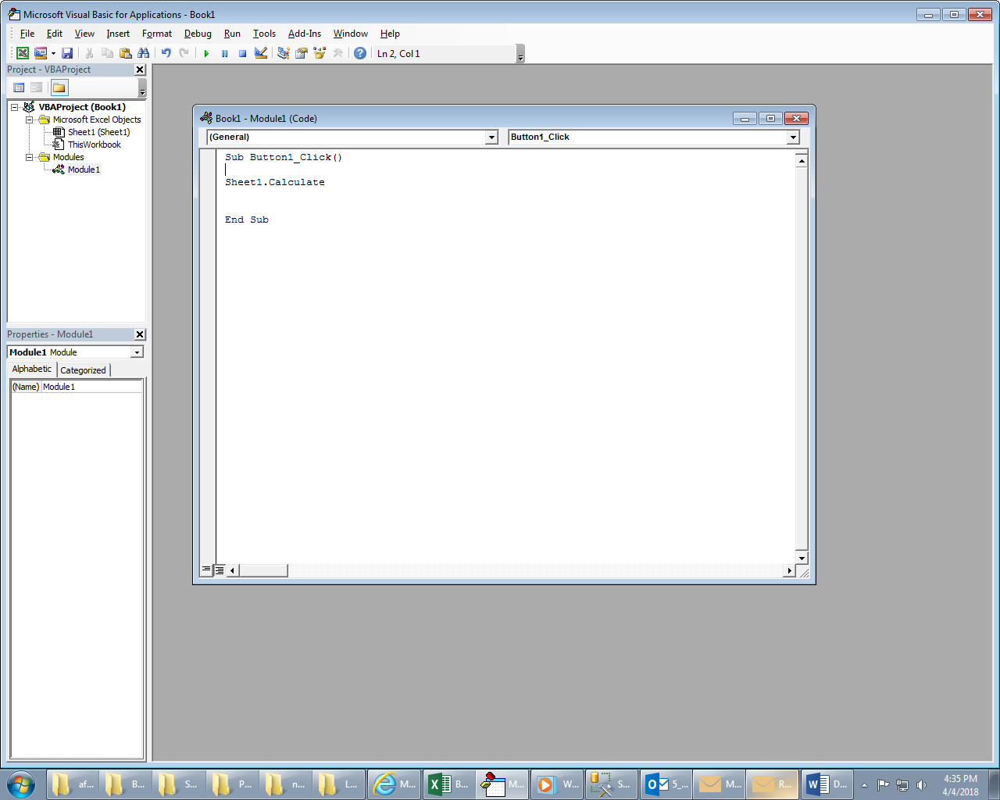 Microsoft Visual Basic for Applications - Book1
File Edit View Insert Format Debug Run Tools Add-Ins Window Help
Ln 2, Col 1
Project - VBAProject
VBAProject (Book1)
Microsoft Excel Objects
Sheet1 (Sheet1)
ThisWorkbook
Modules
Module1
Properties - Module1
Module1 Module
Alphabetic Categorized
(Name) Module1
Book1 - Module1 (Code)
(General) Button1_Click
Sub Button1_Click()
Sheet1.Calculate
End Sub
af... B... S... P... n... L... M... B... M... W... S... 5_... M... R... D...
4:35 PM
4/4/2018